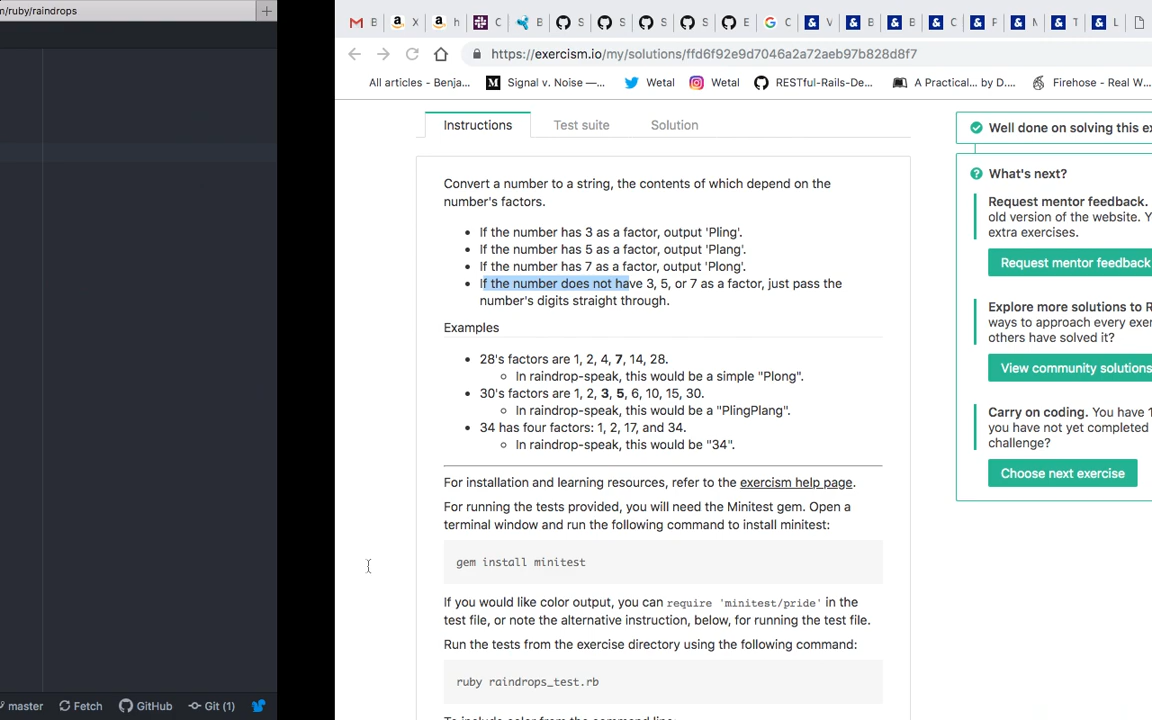 n/ruby/raindrops
+
B X h C B S S S S E C V B B C F M T L
https://exercism.io/my/solutions/ffd6f92e9d7046a2a72aeb97b828d8f7
All articles - Benja... Signal v. Noise —... Wetal Wetal RESTful-Rails-De... A Practical... by D.... Firehose - Real W...
Instructions Test suite Solution
Well done on solving this ex
Convert a number to a string, the contents of which depend on the
number's factors.
• If the number has 3 as a factor, output 'Pling'.
• If the number has 5 as a factor, output 'Plang'.
• If the number has 7 as a factor, output 'Plong'.
• If the number does not have 3, 5, or 7 as a factor, just pass the
number's digits straight through.
Examples
• 28's factors are 1, 2, 4, 7, 14, 28.
◦ In raindrop-speak, this would be a simple "Plong".
• 30's factors are 1, 2, 3, 5, 6, 10, 15, 30.
◦ In raindrop-speak, this would be a "PlingPlang".
• 34 has four factors: 1, 2, 17, and 34.
◦ In raindrop-speak, this would be "34".
For installation and learning resources, refer to the exercism help page.
For running the tests provided, you will need the Minitest gem. Open a
terminal window and run the following command to install minitest:
gem install minitest
If you would like color output, you can require 'minitest/pride' in the
test file, or note the alternative instruction, below, for running the test file.
Run the tests from the exercise directory using the following command:
ruby raindrops_test.rb
What's next?
Request mentor feedback.
old version of the website. Y
extra exercises.
Request mentor feedback
Explore more solutions to R
ways to approach every exer
others have solved it?
View community solutions
Carry on coding. You have 1
you have not yet completed
challenge?
Choose next exercise
master Fetch GitHub Git (1)
To include color from the command line: